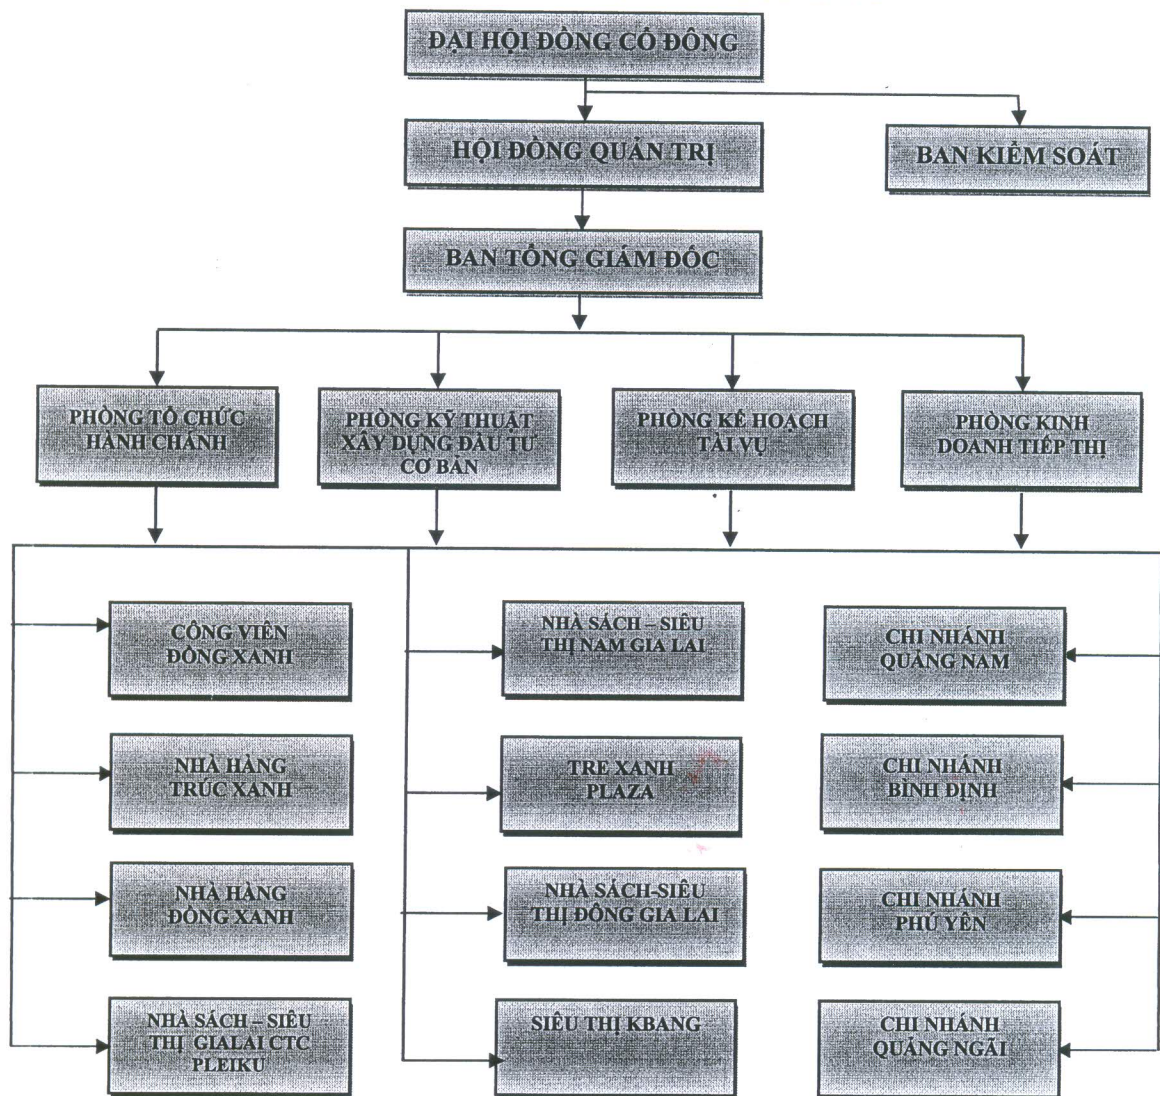 ĐẠI HỘI ĐỒNG CỔ ĐÔNG
HỘI ĐỒNG QUẢN TRỊ
BAN KIỂM SOÁT
BAN TỔNG GIÁM ĐỐC
PHÒNG TỔ CHỨC
HÀNH CHÁNH
PHÒNG KỸ THUẬT
XÂY DỰNG ĐẦU TƯ
CƠ BẢN
PHÒNG KẾ HOẠCH
TÀI VỤ
PHÒNG KINH
DOANH TIẾP THỊ
CÔNG VIÊN
ĐỒNG XANH
NHÀ SÁCH – SIÊU
THỊ NAM GIA LAI
CHI NHÁNH
QUẢNG NAM
NHÀ HÀNG
TRÚC XANH
TRE XANH
PLAZA
CHI NHÁNH
BÌNH ĐỊNH
NHÀ HÀNG
ĐỒNG XANH
NHÀ SÁCH-SIÊU
THỊ ĐÔNG GIA LAI
CHI NHÁNH
PHÚ YÊN
NHÀ SÁCH – SIÊU
THỊ GIALAI CTC
PLEIKU
SIÊU THỊ KBANG
CHI NHÁNH
QUẢNG NGÃI